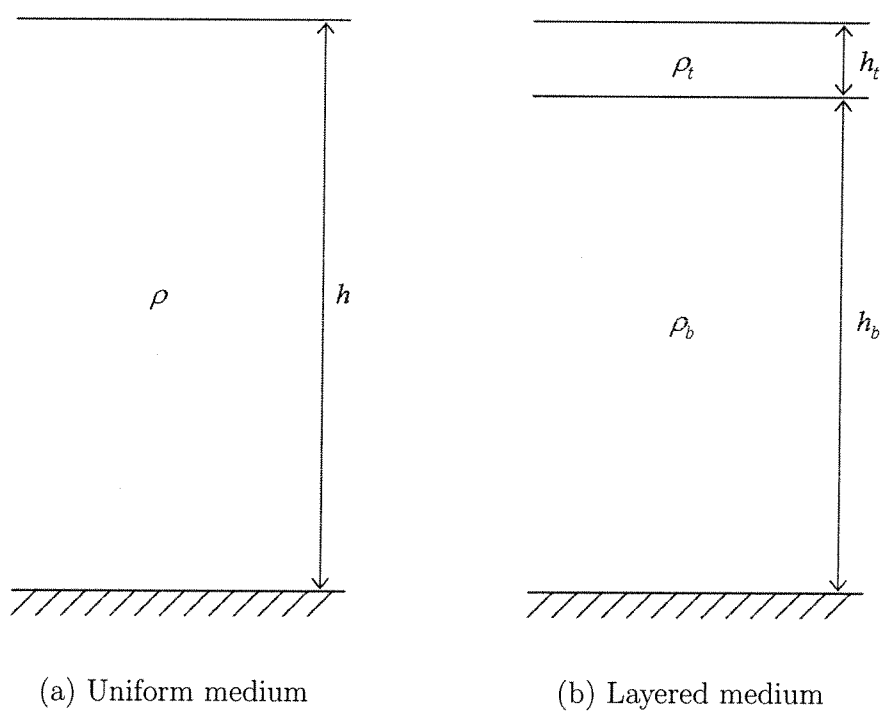 ρ
h
(a) Uniform medium
ρ_t
h_t
ρ_b
h_b
(b) Layered medium